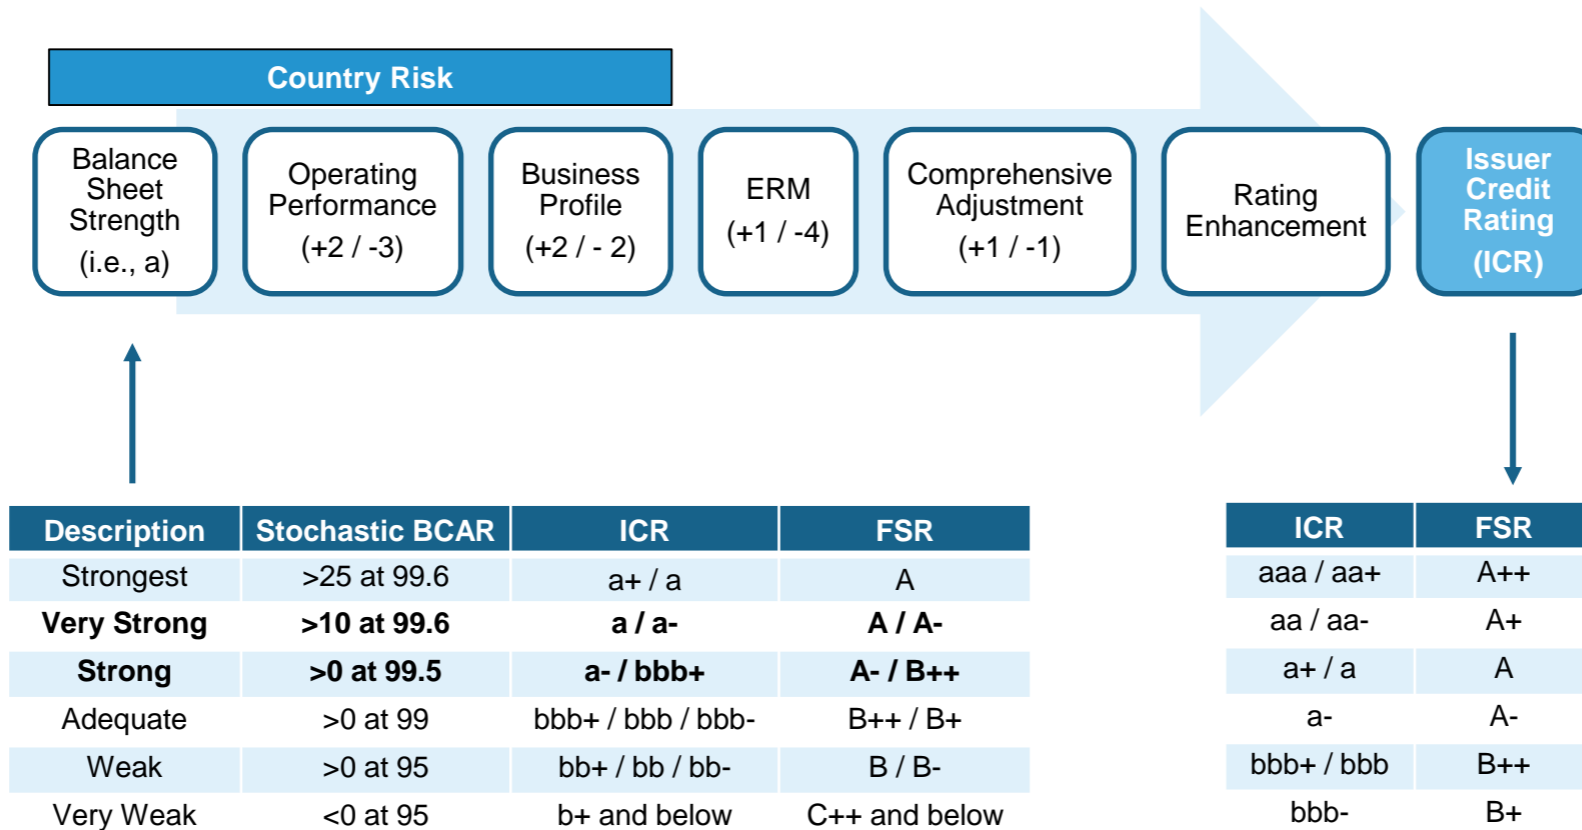 Country Risk
Balance
Sheet
Strength
(i.e., a)
Operating
Performance
(+2 / -3)
Business
Profile
(+2 / - 2)
ERM
(+1 / -4)
Comprehensive
Adjustment
(+1 / -1)
Rating
Enhancement
Issuer
Credit
Rating
(ICR)
Description Stochastic BCAR ICR FSR
Strongest >25 at 99.6 a+ / a A
Very Strong >10 at 99.6 a / a- A / A-
Strong >0 at 99.5 a- / bbb+ A- / B++
Adequate >0 at 99 bbb+ / bbb / bbb- B++ / B+
Weak >0 at 95 bb+ / bb / bb- B / B-
Very Weak <0 at 95 b+ and below C++ and below
ICR FSR
aaa / aa+ A++
aa / aa- A+
a+ / a A
a- A-
bbb+ / bbb B++
bbb- B+